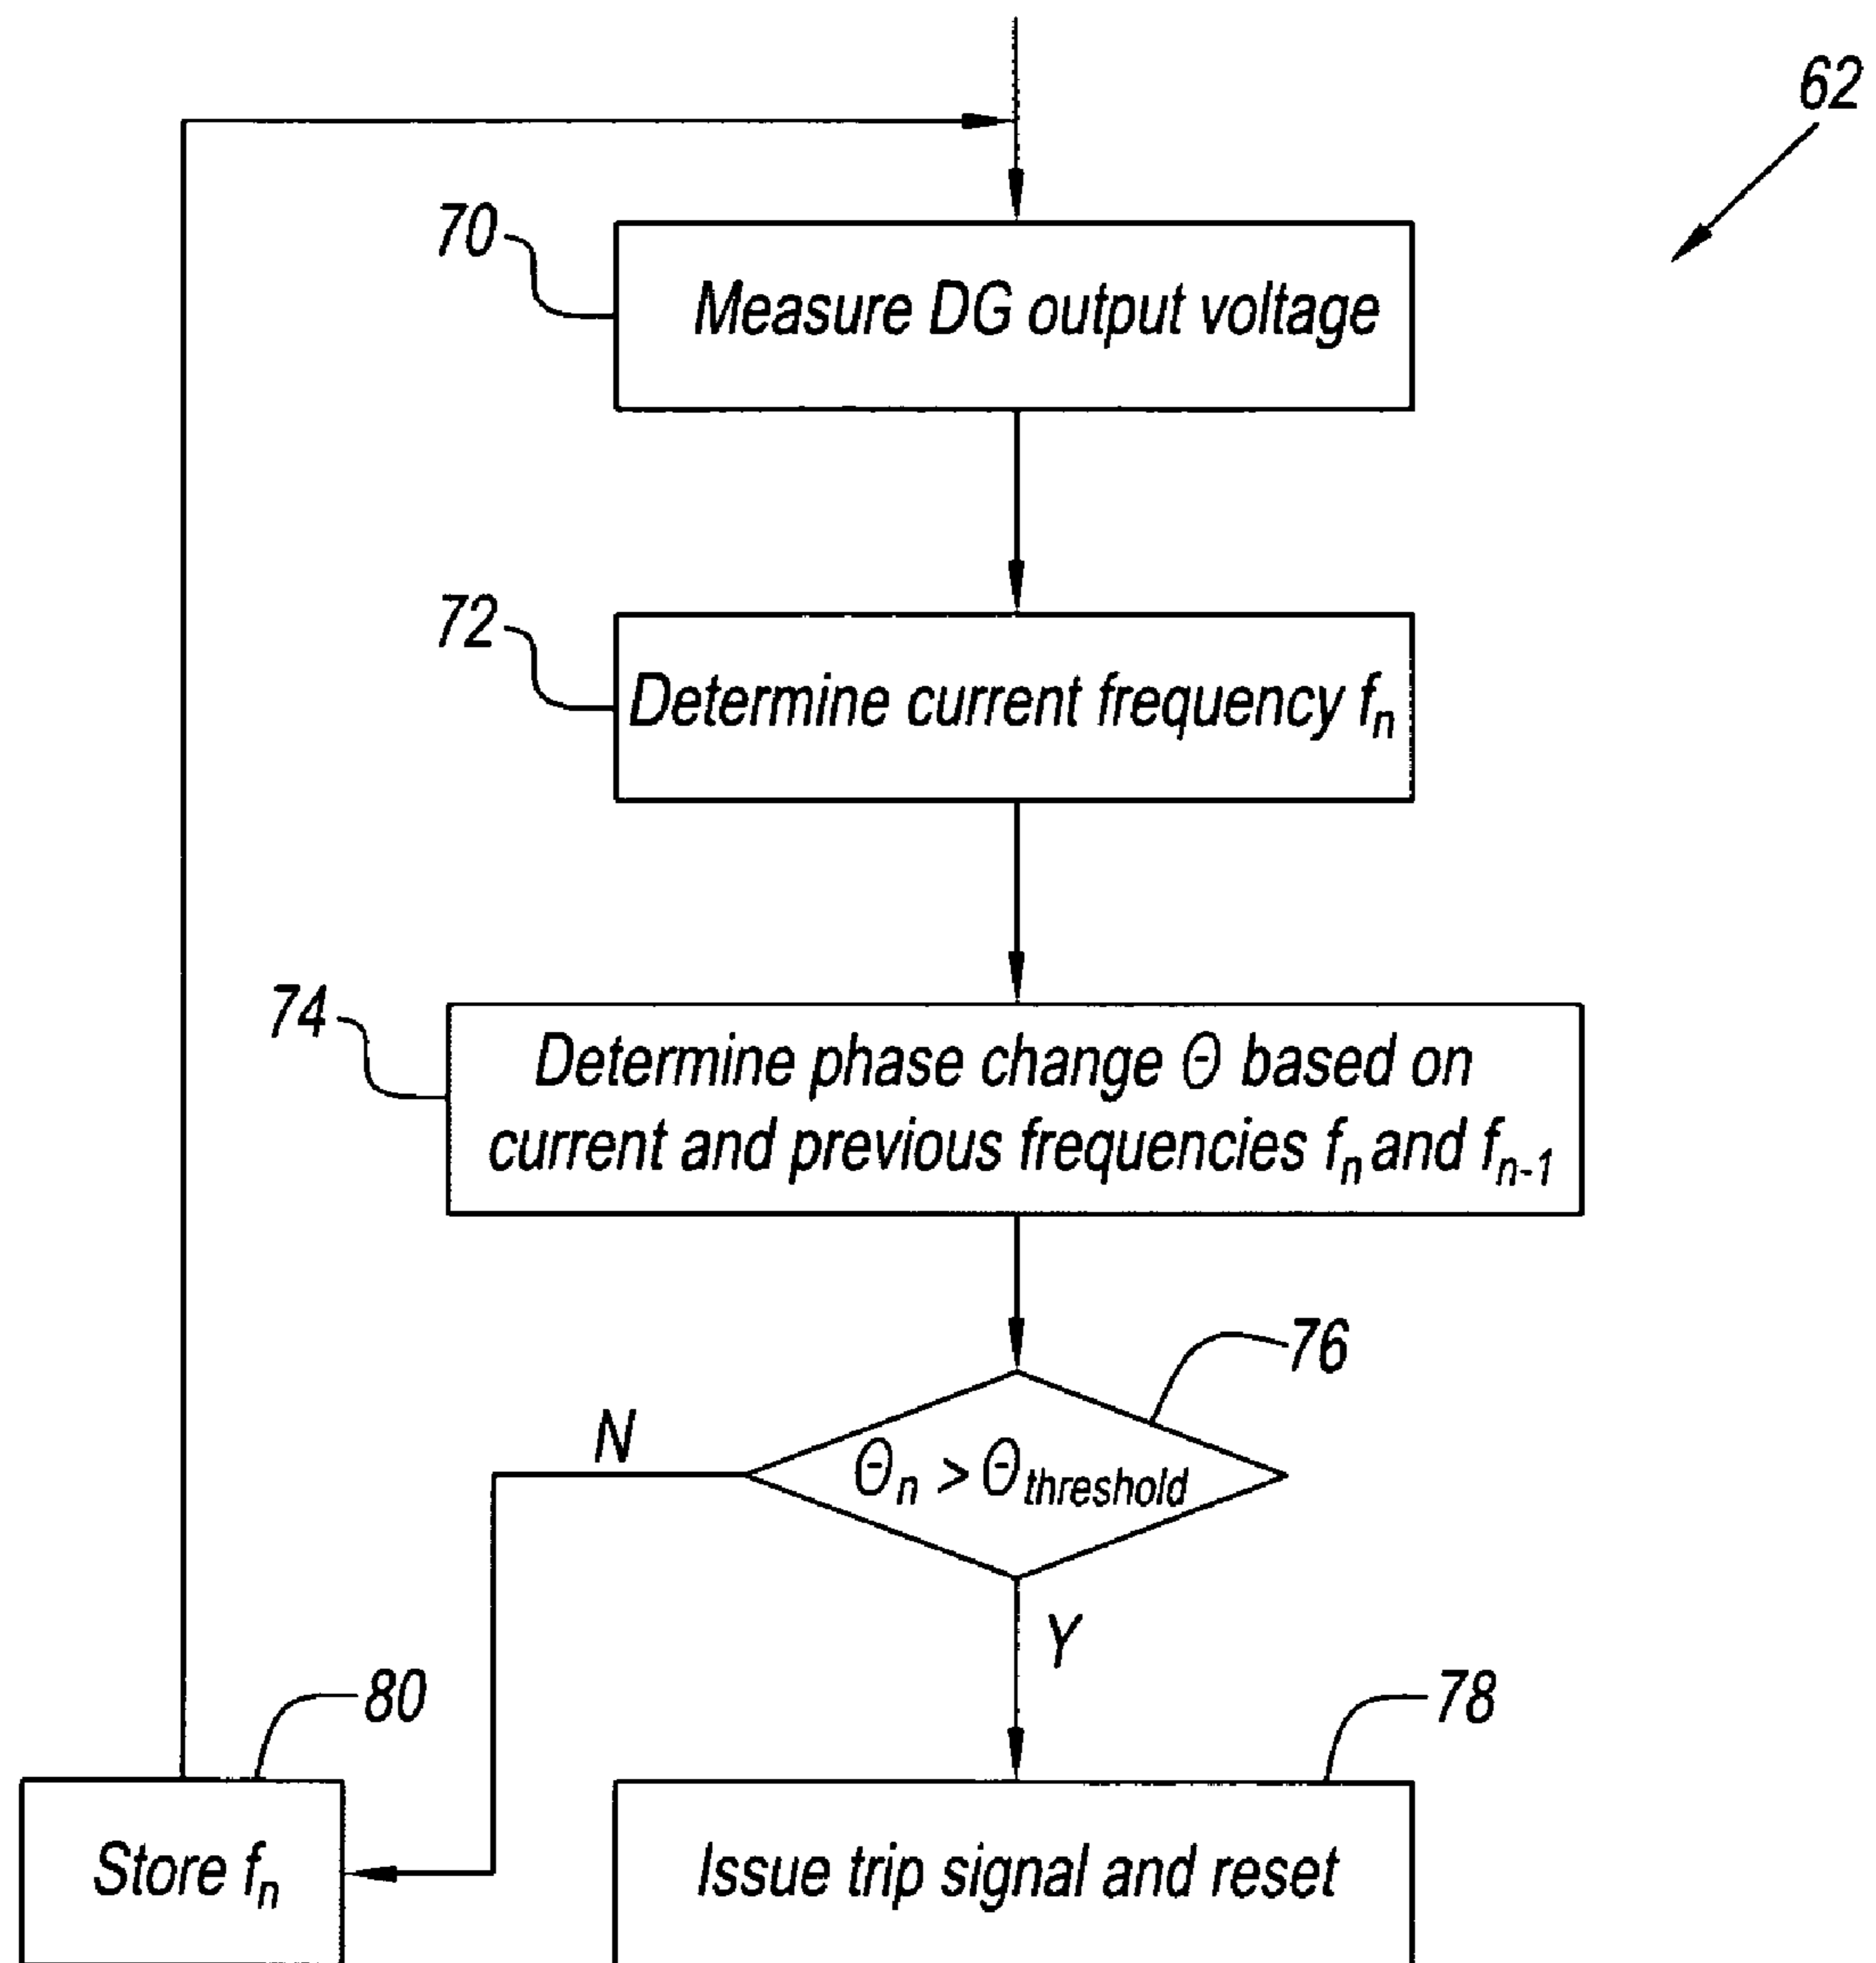 62
70
Measure DG output voltage
72
Determine current frequency fn
74
Determine phase change Θ based on
current and previous frequencies fn and fn-1
76
N
Θn > Θthreshold
Y
80
78
Store fn
Issue trip signal and reset